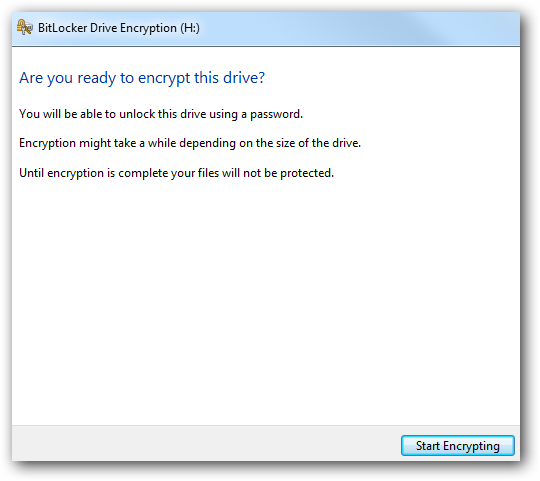 BitLocker Drive Encryption (H:)
Are you ready to encrypt this drive?
You will be able to unlock this drive using a password.
Encryption might take a while depending on the size of the drive.
Until encryption is complete your files will not be protected.
Start Encrypting